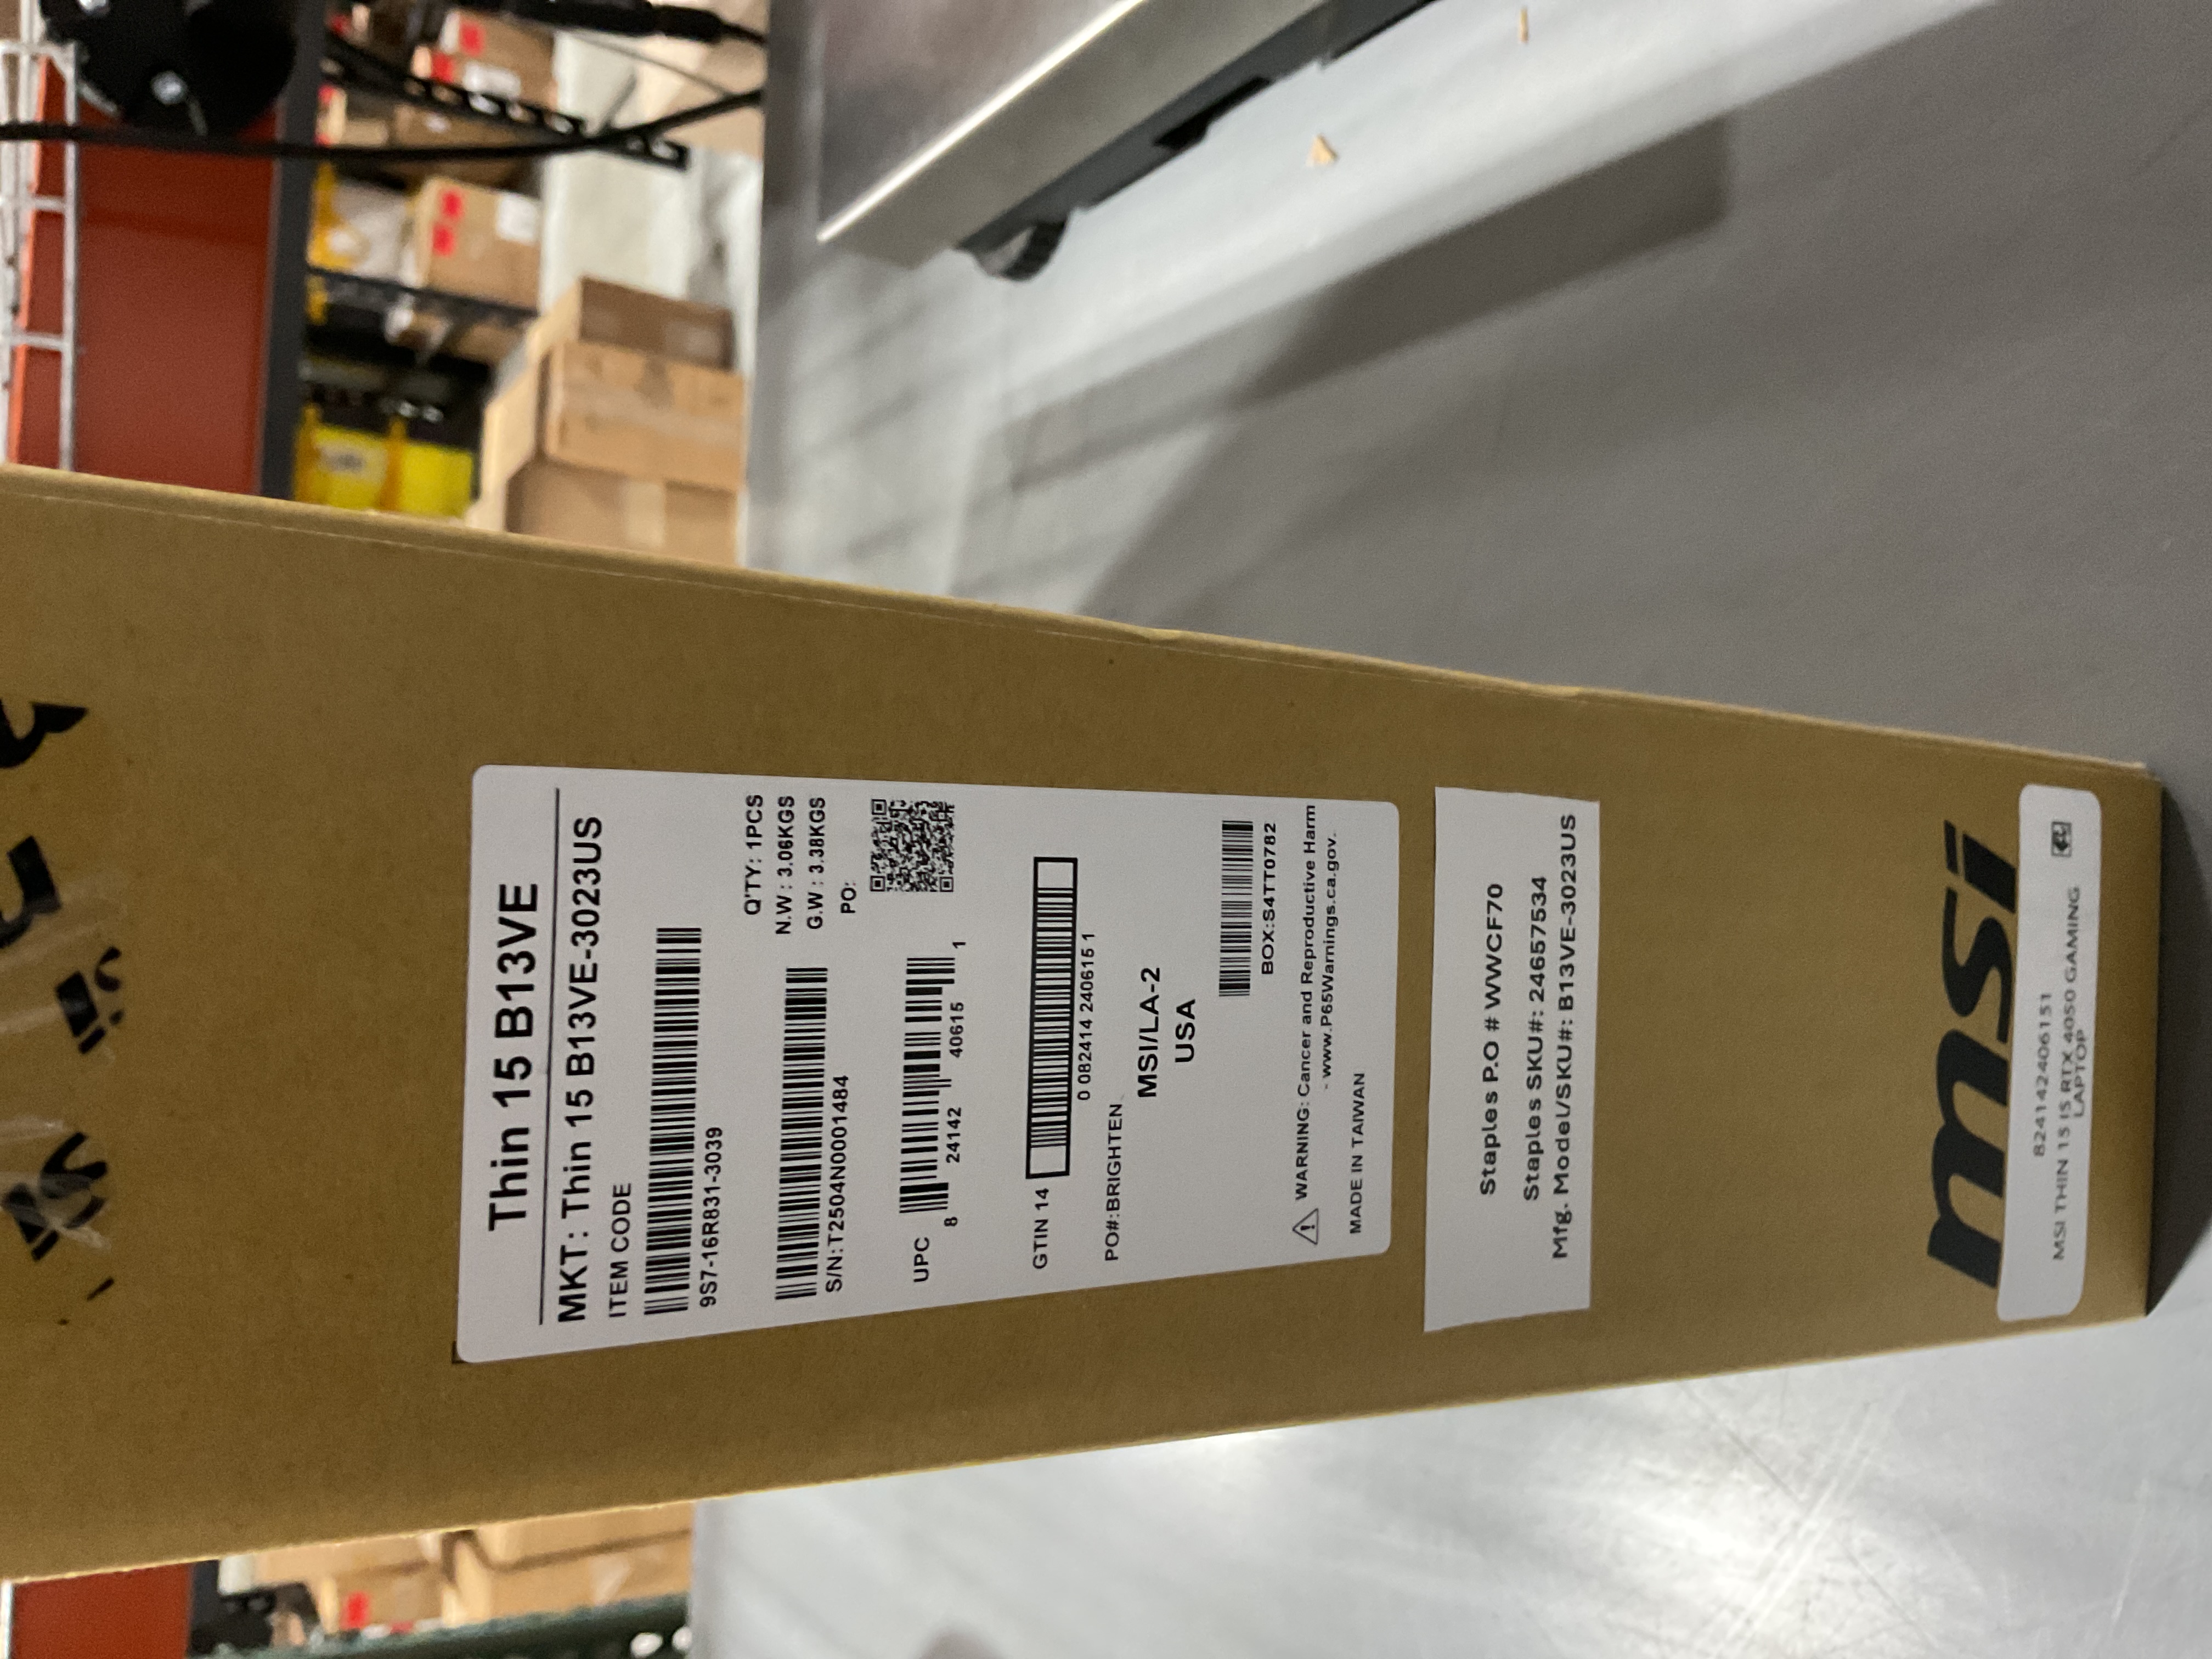 Thin 15 B13VE
MKT: Thin 15 B13VE-3023US
ITEM CODE
9S7-16R831-3039
Q'TY: 1PCS
N.W : 3.06KGS
G.W : 3.38KGS
PO:
S/N:T2504N0001484
UPC
8 24142 40615 1
GTIN 14
0 082414 240615 1
PO#:BRIGHTEN
MSI/LA-2
USA
BOX:S4TT0782
WARNING: Cancer and Reproductive Harm
- www.P65Warnings.ca.gov.
MADE IN TAIWAN
Staples P.O # WWCF70
Staples SKU#: 24657534
Mfg. Model/SKU#: B13VE-3023US
msi
824142406151
MSI THIN 15 I5 RTX 4050 GAMING
LAPTOP